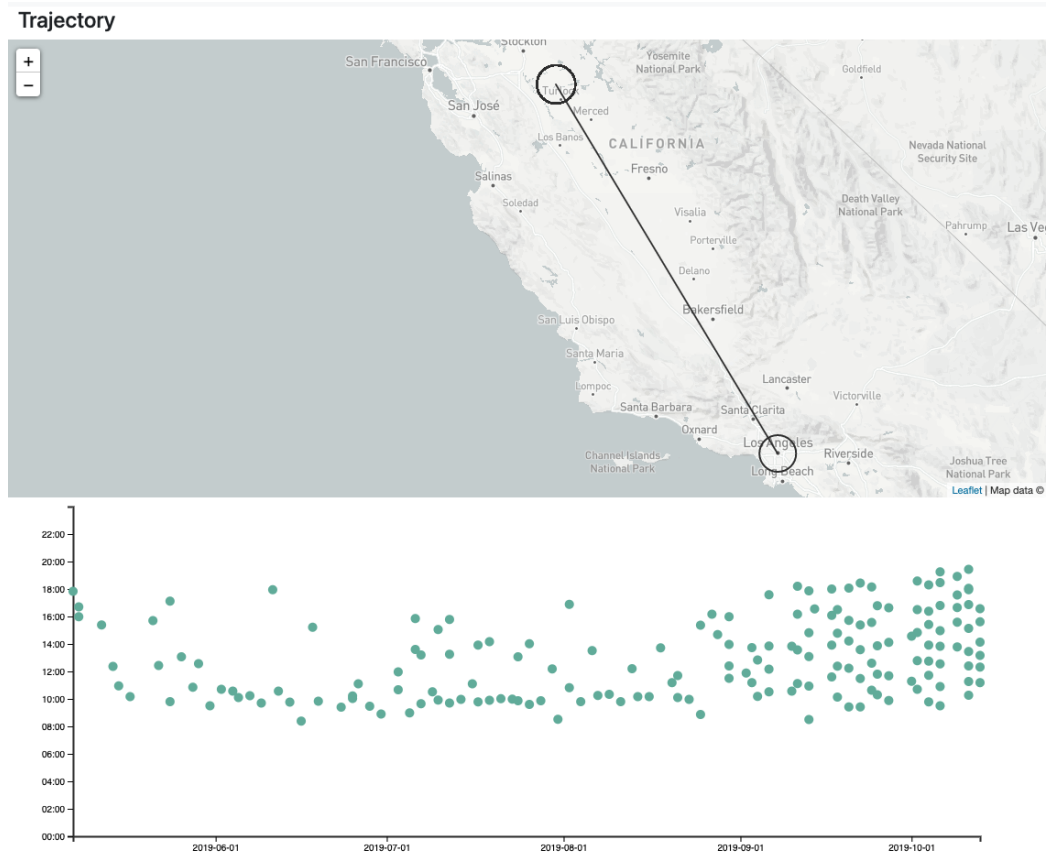 Trajectory
+
−
Stockton
San Francisco
Yosemite
National Park
Goldfield
Turlock
San José
Merced
Los Banos
CALIFORNIA
Nevada National
Security Site
Fresno
Salinas
Death Valley
National Park
Soledad
Visalia
Pahrump
Las Ve
Porterville
Delano
Bakersfield
San Luis Obispo
Santa Maria
Lancaster
Lompoc
Victorville
Santa Barbara
Santa Clarita
Oxnard
Los Angeles
Channel Islands
National Park
Riverside
Long Beach
Joshua Tree
National Park
Leaflet | Map data ©
22:00
20:00
18:00
16:00
14:00
12:00
10:00
08:00
06:00
04:00
02:00
00:00
2019-06-01
2019-07-01
2019-08-01
2019-09-01
2019-10-01